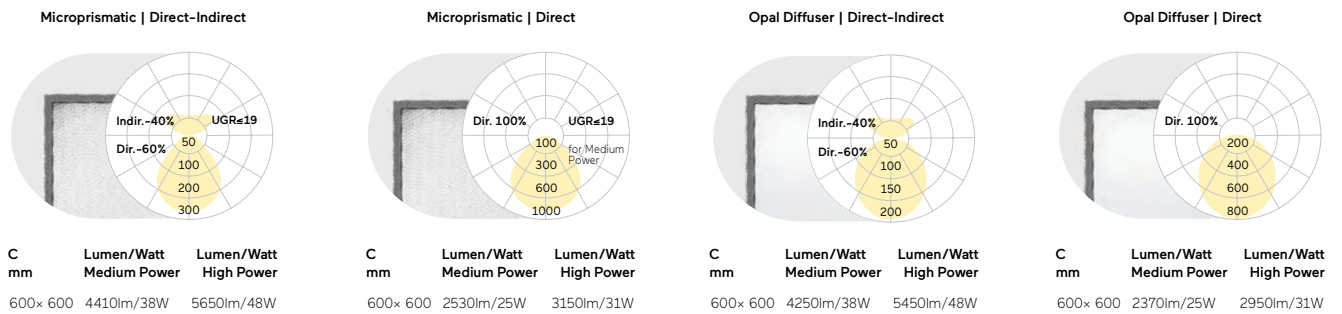 Microprismatic | Direct-Indirect
Indir.~40%
UGR≤19
Dir.~60%
50
100
200
300
C
mm
Lumen/Watt
Medium Power
Lumen/Watt
High Power
600× 600 4410lm/38W 5650lm/48W
Microprismatic | Direct
Dir. 100%
UGR≤19
for Medium
Power
100
300
600
1000
C
mm
Lumen/Watt
Medium Power
Lumen/Watt
High Power
600× 600 2530lm/25W 3150lm/31W
Opal Diffuser | Direct-Indirect
Indir.~40%
Dir.~60%
50
100
150
200
C
mm
Lumen/Watt
Medium Power
Lumen/Watt
High Power
600× 600 4250lm/38W 5450lm/48W
Opal Diffuser | Direct
Dir. 100%
200
400
600
800
C
mm
Lumen/Watt
Medium Power
Lumen/Watt
High Power
600× 600 2370lm/25W 2950lm/31W